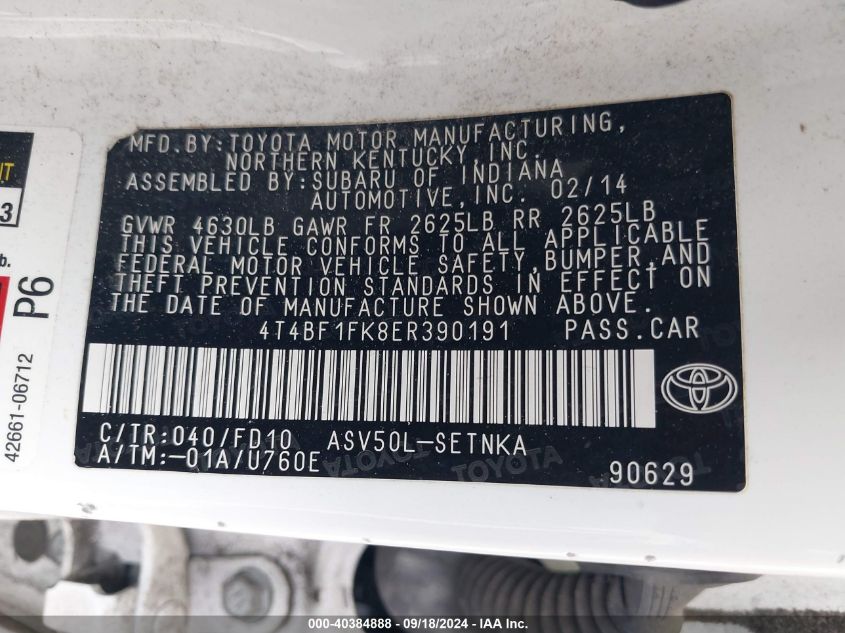 MFD.BY:TOYOTA MOTOR MANUFACTURING,
NORTHERN KENTUCKY,INC.
ASSEMBLED BY:SUBARU OF INDIANA
AUTOMOTIVE,INC. 02/14
GVWR 4630LB GAWR FR 2625LB RR 2625LB
THIS VEHICLE CONFORMS TO ALL APPLICABLE
FEDERAL MOTOR VEHICLE SAFETY,BUMPER,AND
THEFT PREVENTION STANDARDS IN EFFECT ON
THE DATE OF MANUFACTURE SHOWN ABOVE.
4T4BF1FK8ER390191 PASS.CAR
C/TR:040/FD10 ASV50L-SETNKA
A/TM:-01A/U760E
90629
3
b.
P6
42661-06712
000-40384888 - 09/18/2024 - IAA Inc.